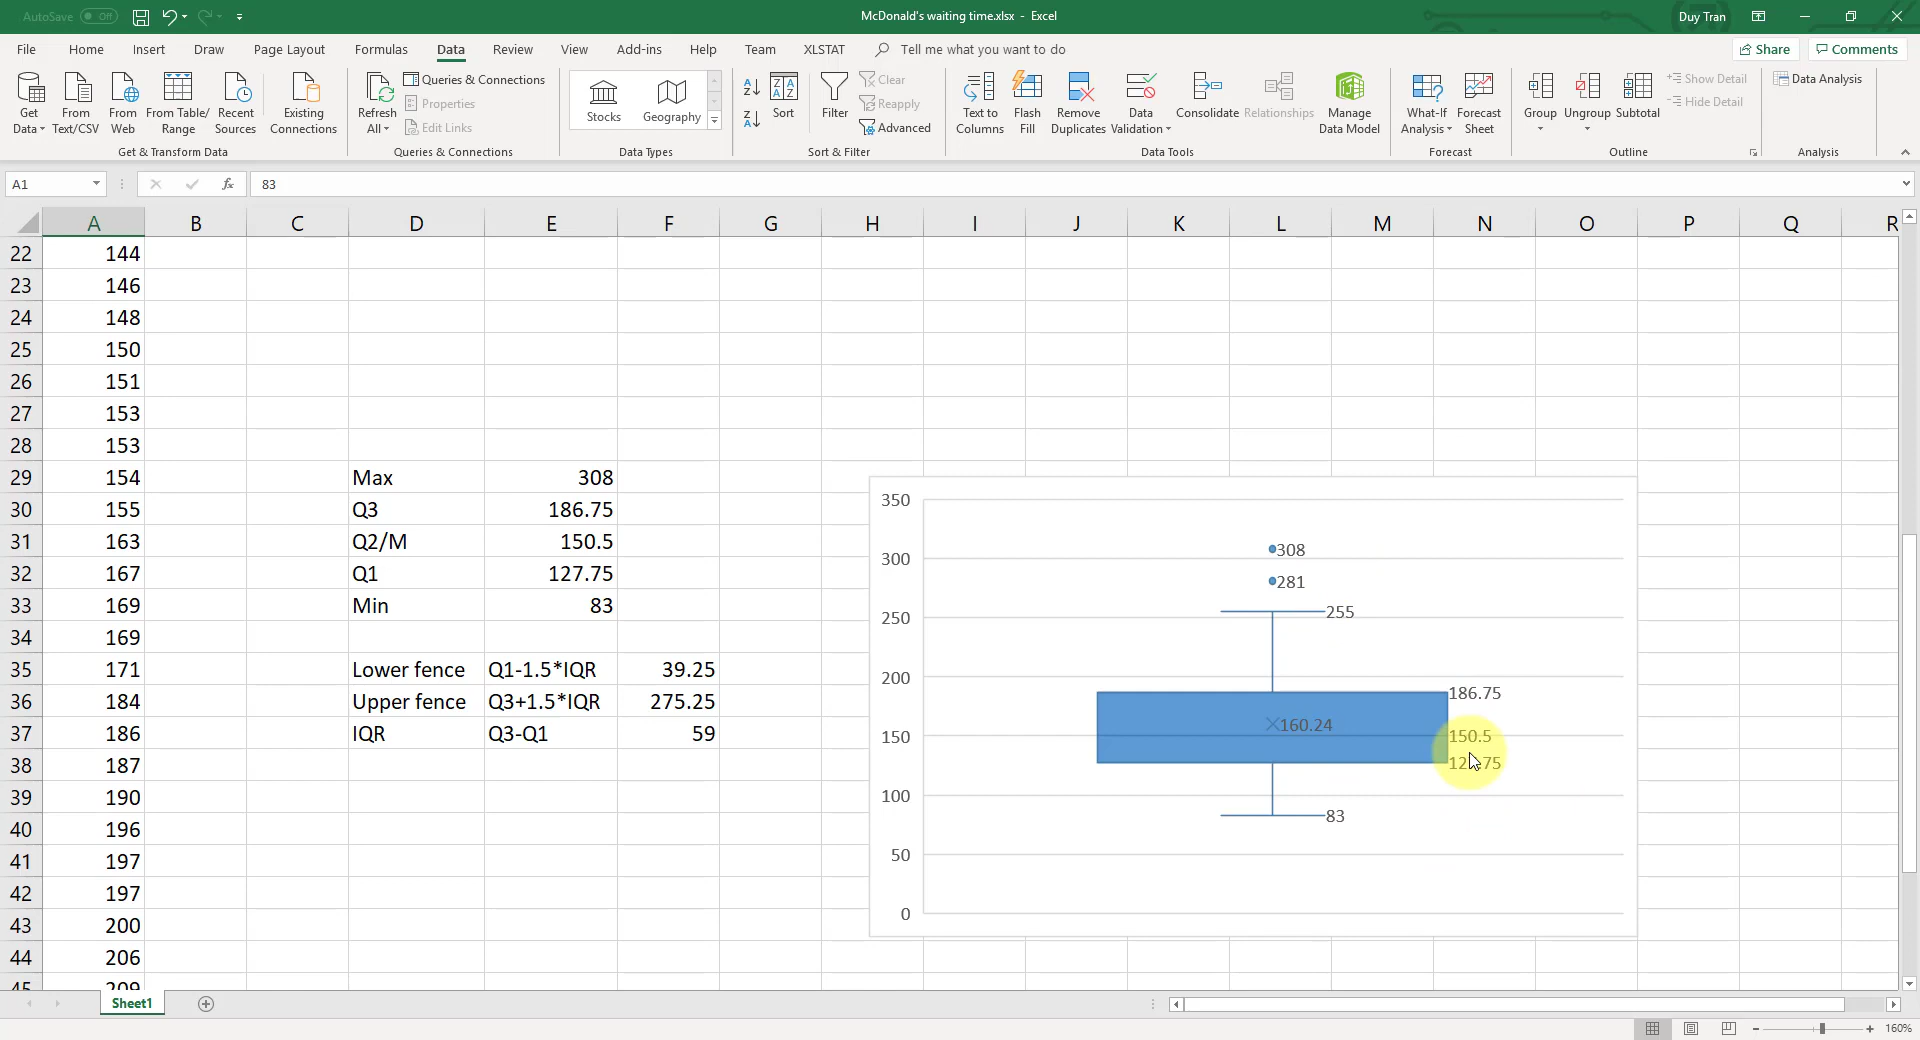 AutoSave Off McDonald's waiting time.xlsx - Excel Duy Tran
File Home Insert Draw Page Layout Formulas Data Review View Add-ins Help Team XLSTAT Tell me what you want to do Share Comments
Get Data From Text/CSV From Web From Table/ Range Recent Sources Existing Connections
Get & Transform Data
Refresh All Queries & Connections
Properties
Edit Links
Queries & Connections
Stocks Geography
Data Types
Sort Filter Clear
Reapply
Advanced
Sort & Filter
Text to Columns Flash Fill Remove Duplicates Data Validation Consolidate Relationships Manage Data Model
Data Tools
What-If Analysis Forecast Sheet
Forecast
Group Ungroup Subtotal Show Detail
Hide Detail
Outline
Data Analysis
Analysis
A1 fx 83
A B C D E F G H I J K L M N O P Q R
22 144
23 146
24 148
25 150
26 151
27 153
28 153
29 154 Max 308
30 155 Q3 186.75
31 163 Q2/M 150.5
32 167 Q1 127.75
33 169 Min 83
34 169
35 171 Lower fence Q1-1.5*IQR 39.25
36 184 Upper fence Q3+1.5*IQR 275.25
37 186 IQR Q3-Q1 59
38 187
39 190
40 196
41 197
42 197
43 200
44 206
45 209
350
300
250
200
150
100
50
0
308
281
255
186.75
160.24
150.5
83
Sheet1
160%